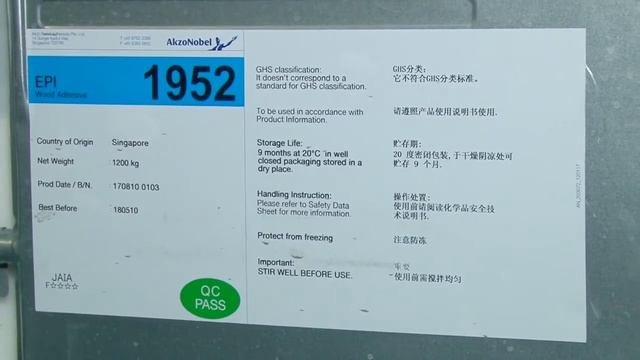 Singapore
AkzoNobel
EPI
Wood Adhesive
1952
Country of Origin Singapore
Net Weight 1200 kg
Prod Date / B/N. 170810 0103
Best Before 180510
JAIA
F☆☆☆☆
QC
PASS
GHS classification:
It doesn't correspond to a
standard for GHS classification.
To be used in accordance with
Product Information.
Storage Life:
9 months at 20°C in well
closed packaging stored in a
dry place.
Handling Instruction:
Please refer to Safety Data
Sheet for more information.
Protect from freezing
Important:
STIR WELL BEFORE USE.
GHS分类:
它不符合GHS分类标准。
请遵照产品使用说明书使用.
贮存期:
20 度密闭包装,于干燥阴凉处可
贮存 9 个月.
操作处置:
使用前请阅读化学品安全技
术说明书.
注意防冻
重要
使用前需搅拌均匀